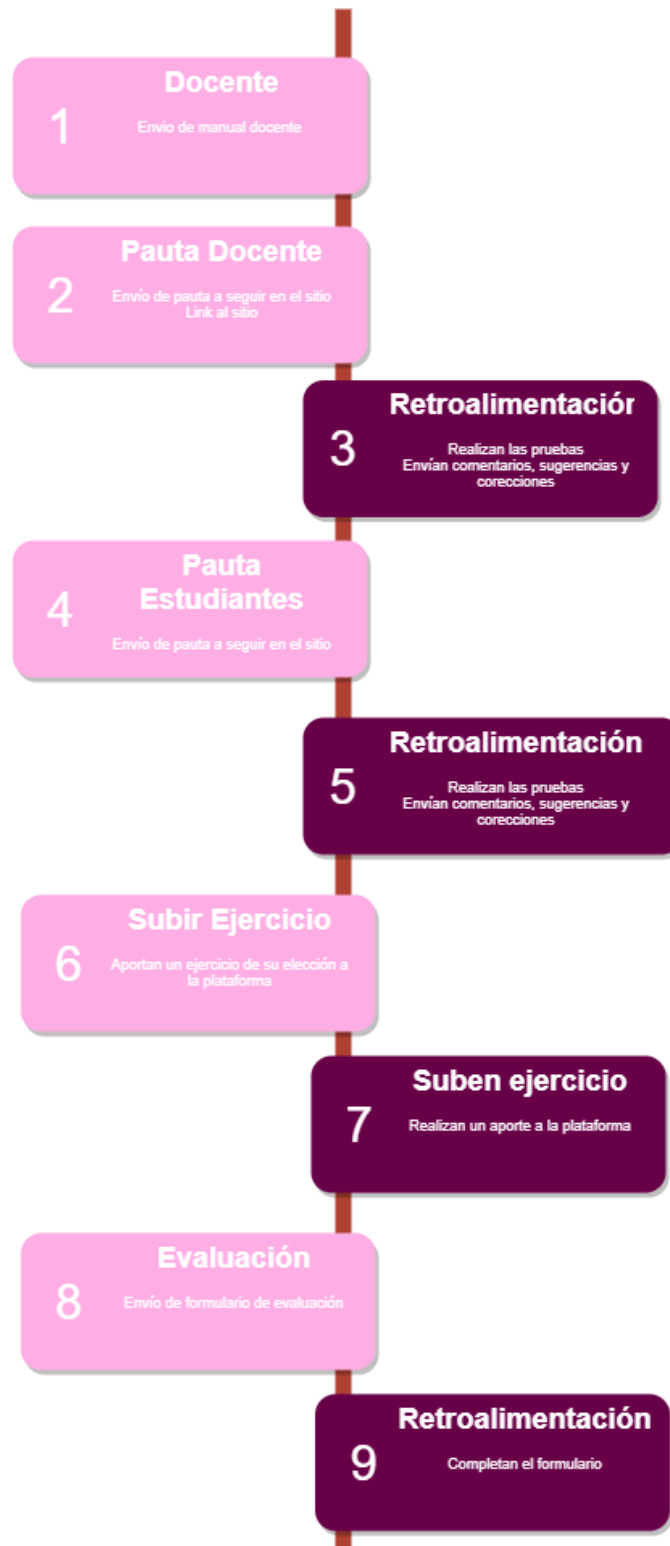 Docente
1
Envio de manual docente
Pauta Docente
2
Envío de pauta a seguir en el sitio
Link al sitio
Retroalimentación
3
Realizan las pruebas
Envían comentarios, sugerencias y
corecciones
Pauta
Estudiantes
4
Envío de pauta a seguir en el sitio
Retroalimentación
5
Realizan las pruebas
Envían comentarios, sugerencias y
corecciones
Subir Ejercicio
6
Aportan un ejercicio de su elección a
la plataforma
Suben ejercicio
7
Realizan un aporte a la plataforma
Evaluación
8
Envío de formulario de evaluación
Retroalimentación
9
Completan el formulario